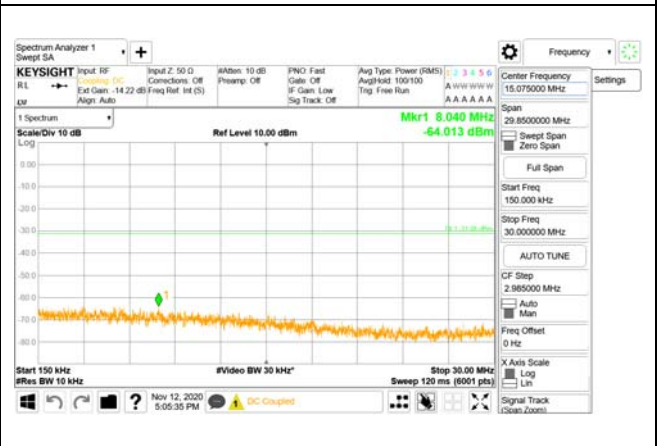 Spectrum Analyzer 1
Swept SA
Frequency
KEYSIGHT Input: RF Input Z: 50 Ω #Atten: 10 dB PNO: Fast Avg Type: Power (RMS) 1 2 3 4 5 6
RL Coupling: DC Corrections: Off Preamp: Off Gate: Off Avg|Hold: 100/100 A W W W W W
Ext Gain: -14.22 dB Freq Ref: Int (S) IF Gain: Low Trig: Free Run
Align: Auto Sig Track: Off A A A A A A
Center Frequency
15.075000 MHz
Settings
1 Spectrum
Mkr1 8.040 MHz
Scale/Div 10 dB Ref Level 10.00 dBm -64.013 dBm
Log
0.00
-10.0
-20.0
-30.0
-40.0
-50.0
-60.0
-70.0
-80.0
1
Span
29.8500000 MHz
Swept Span
Zero Span
Full Span
Start Freq
150.000 kHz
Stop Freq
30.000000 MHz
AUTO TUNE
CF Step
2.985000 MHz
Auto
Man
Freq Offset
0 Hz
X Axis Scale
Log
Lin
Signal Track
(Span Zoom)
Start 150 kHz #Video BW 30 kHz* Stop 30.00 MHz
#Res BW 10 kHz Sweep 120 ms (6001 pts)
Nov 12, 2020
5:05:35 PM
DC Coupled